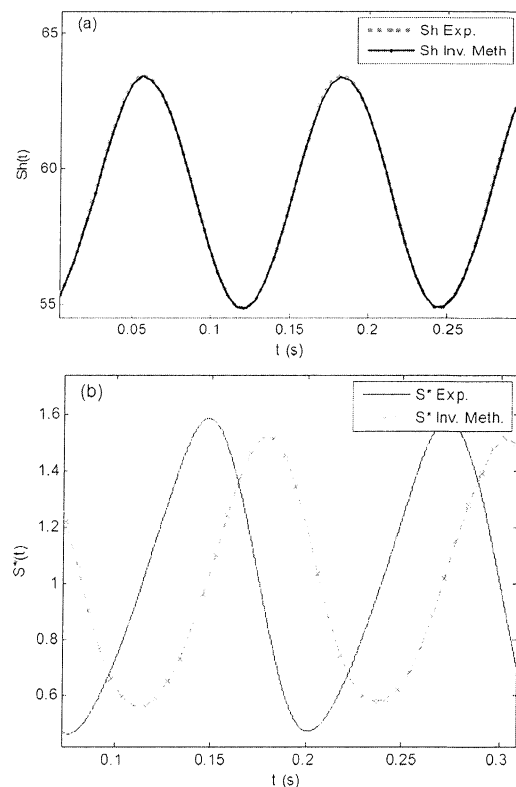 (a)
Sh Exp.
Sh Inv. Meth
65
60
55
Sh(t)
0.05 0.1 0.15 0.2 0.25
t (s)
(b)
S* Exp.
S* Inv. Meth.
1.6
1.4
1.2
1
0.8
0.6
S*(t)
0.1 0.15 0.2 0.25 0.3
t (s)